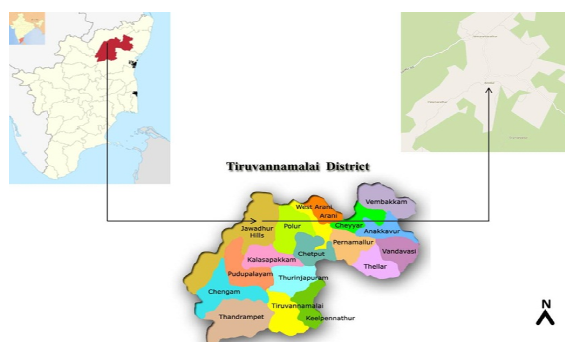 Tiruvannamalai District
Vembakkam
West Arani
Arani
Jawadhur
Hills
Polur
Cheyyar
Anakkavur
Pernamallur
Vandavasi
Chetput
Kalasapakkam
Thellar
Pudupalayam
Thurinjapuram
Chengam
Tiruvannamalai
Thandrampet
Keelpennathur
N